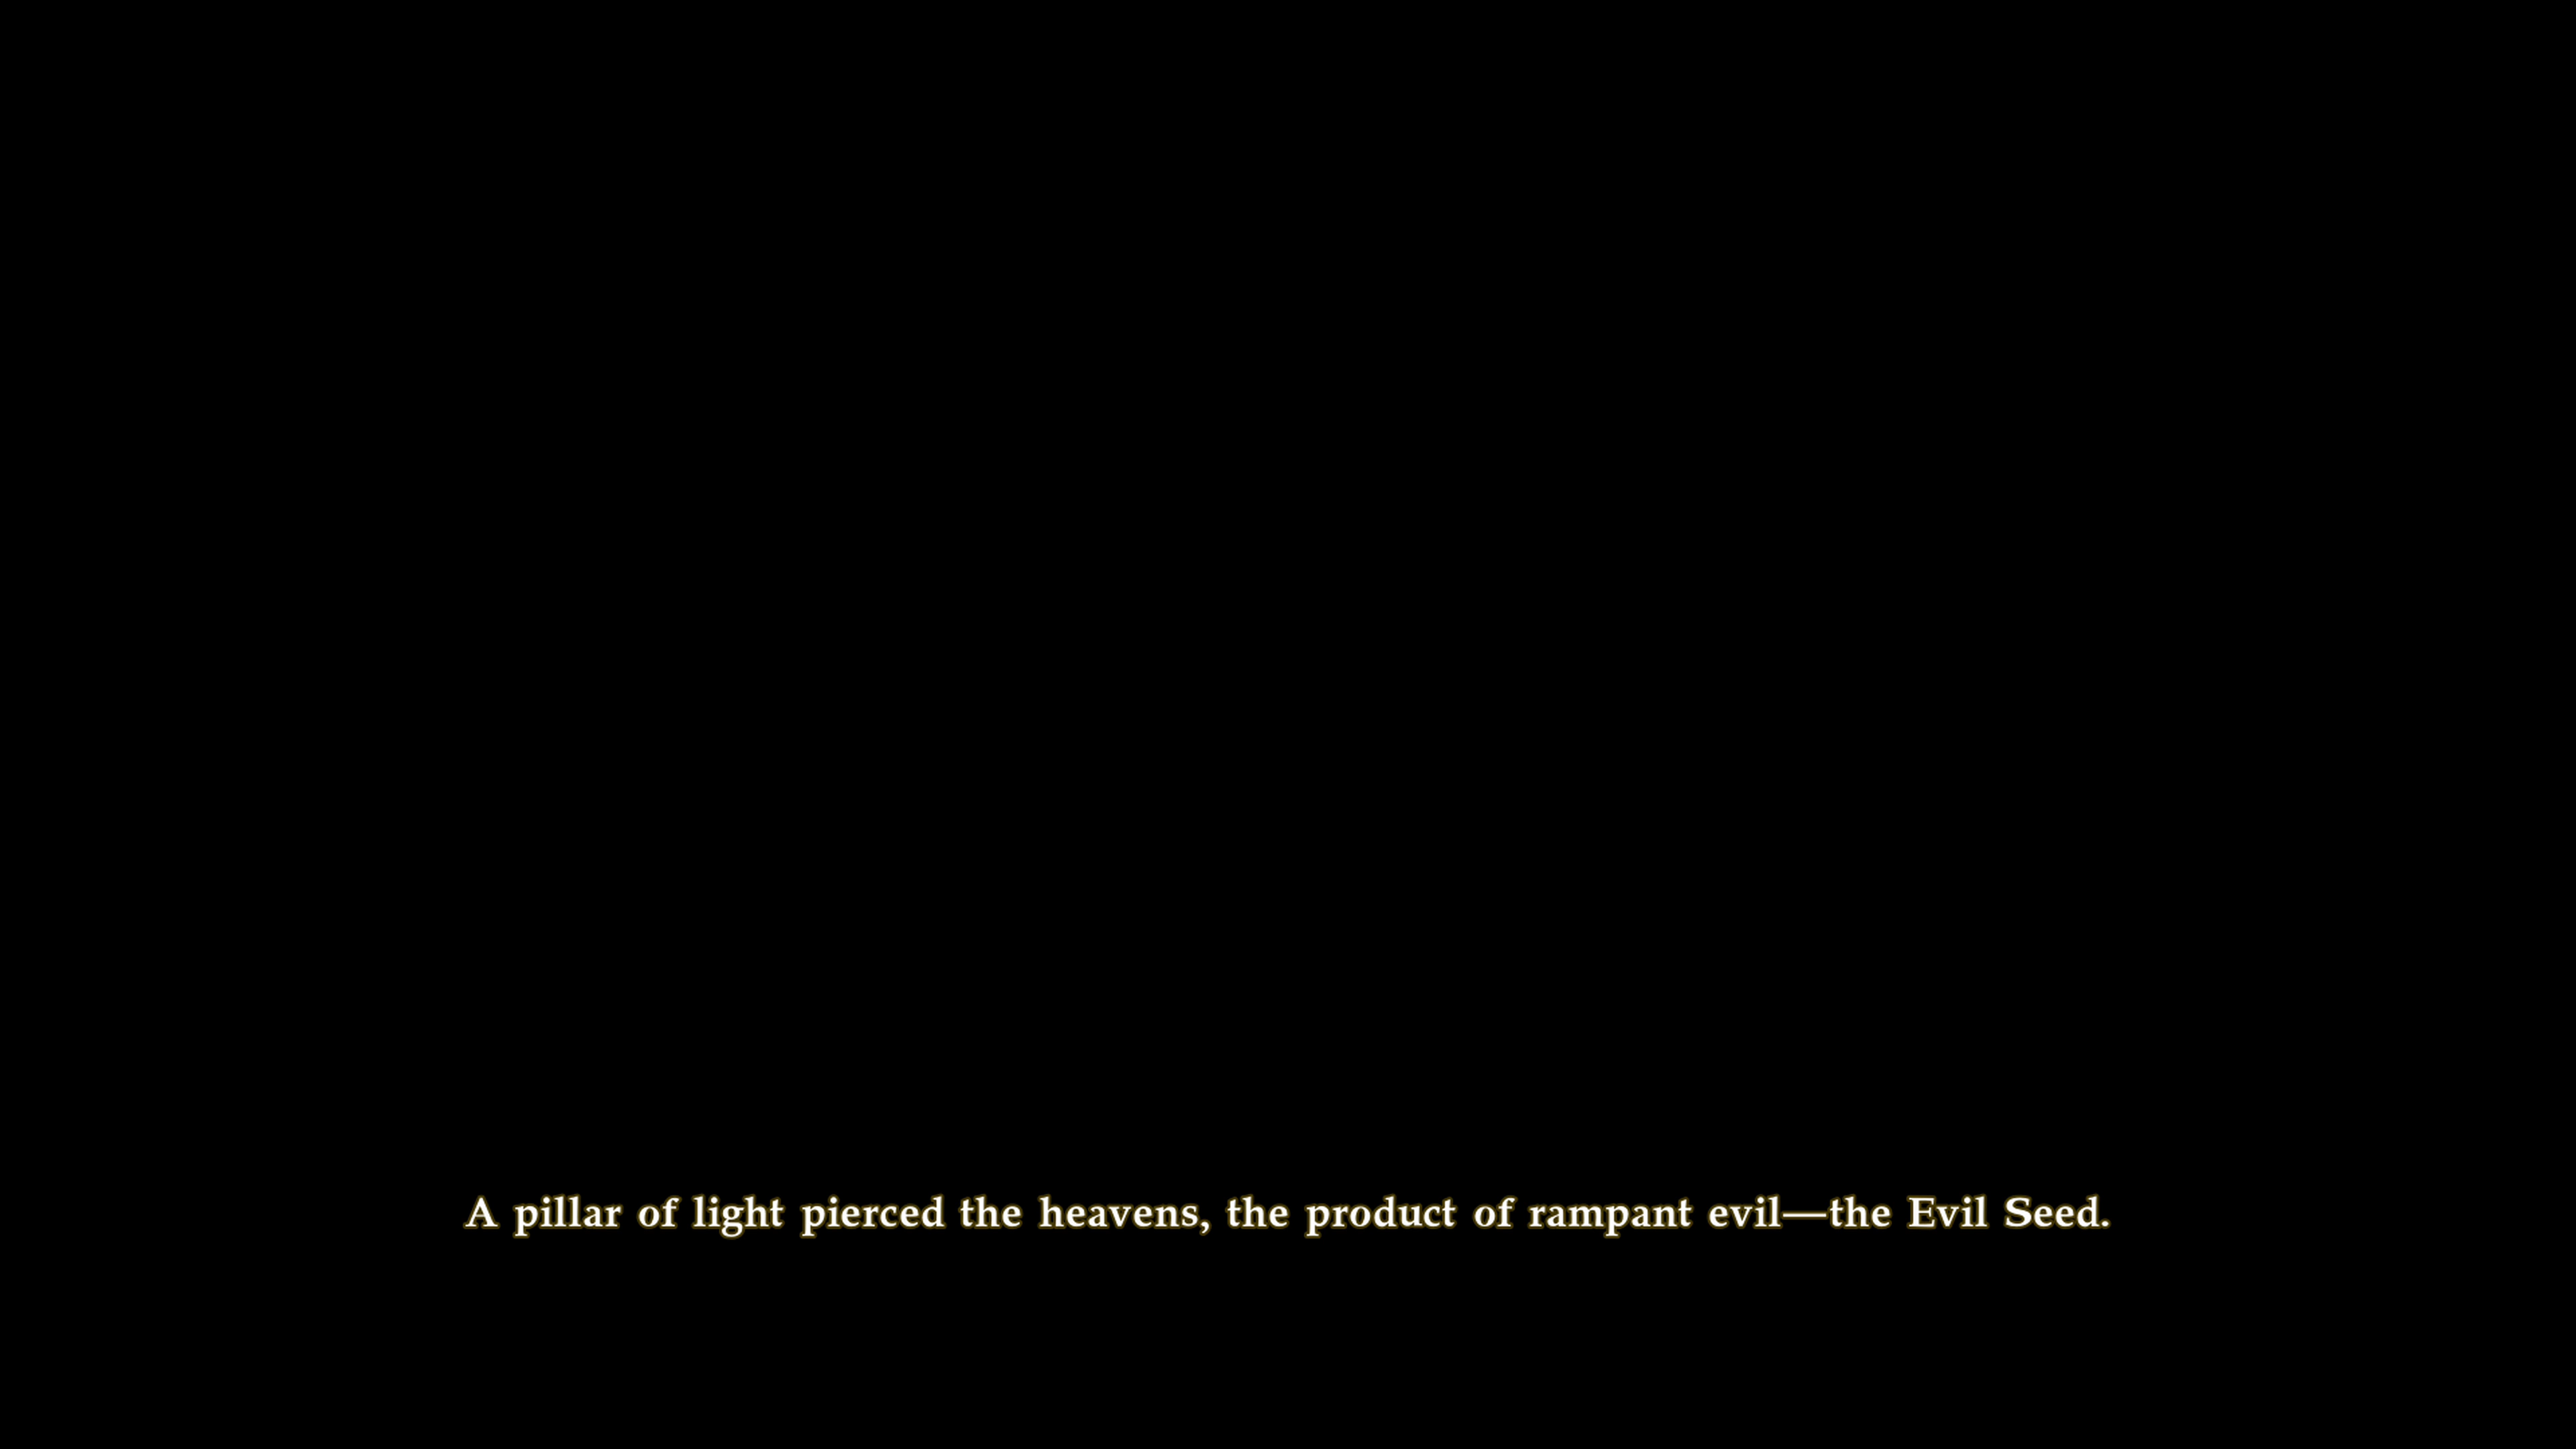 A pillar of light pierced the heavens, the product of rampant evil—the Evil Seed.